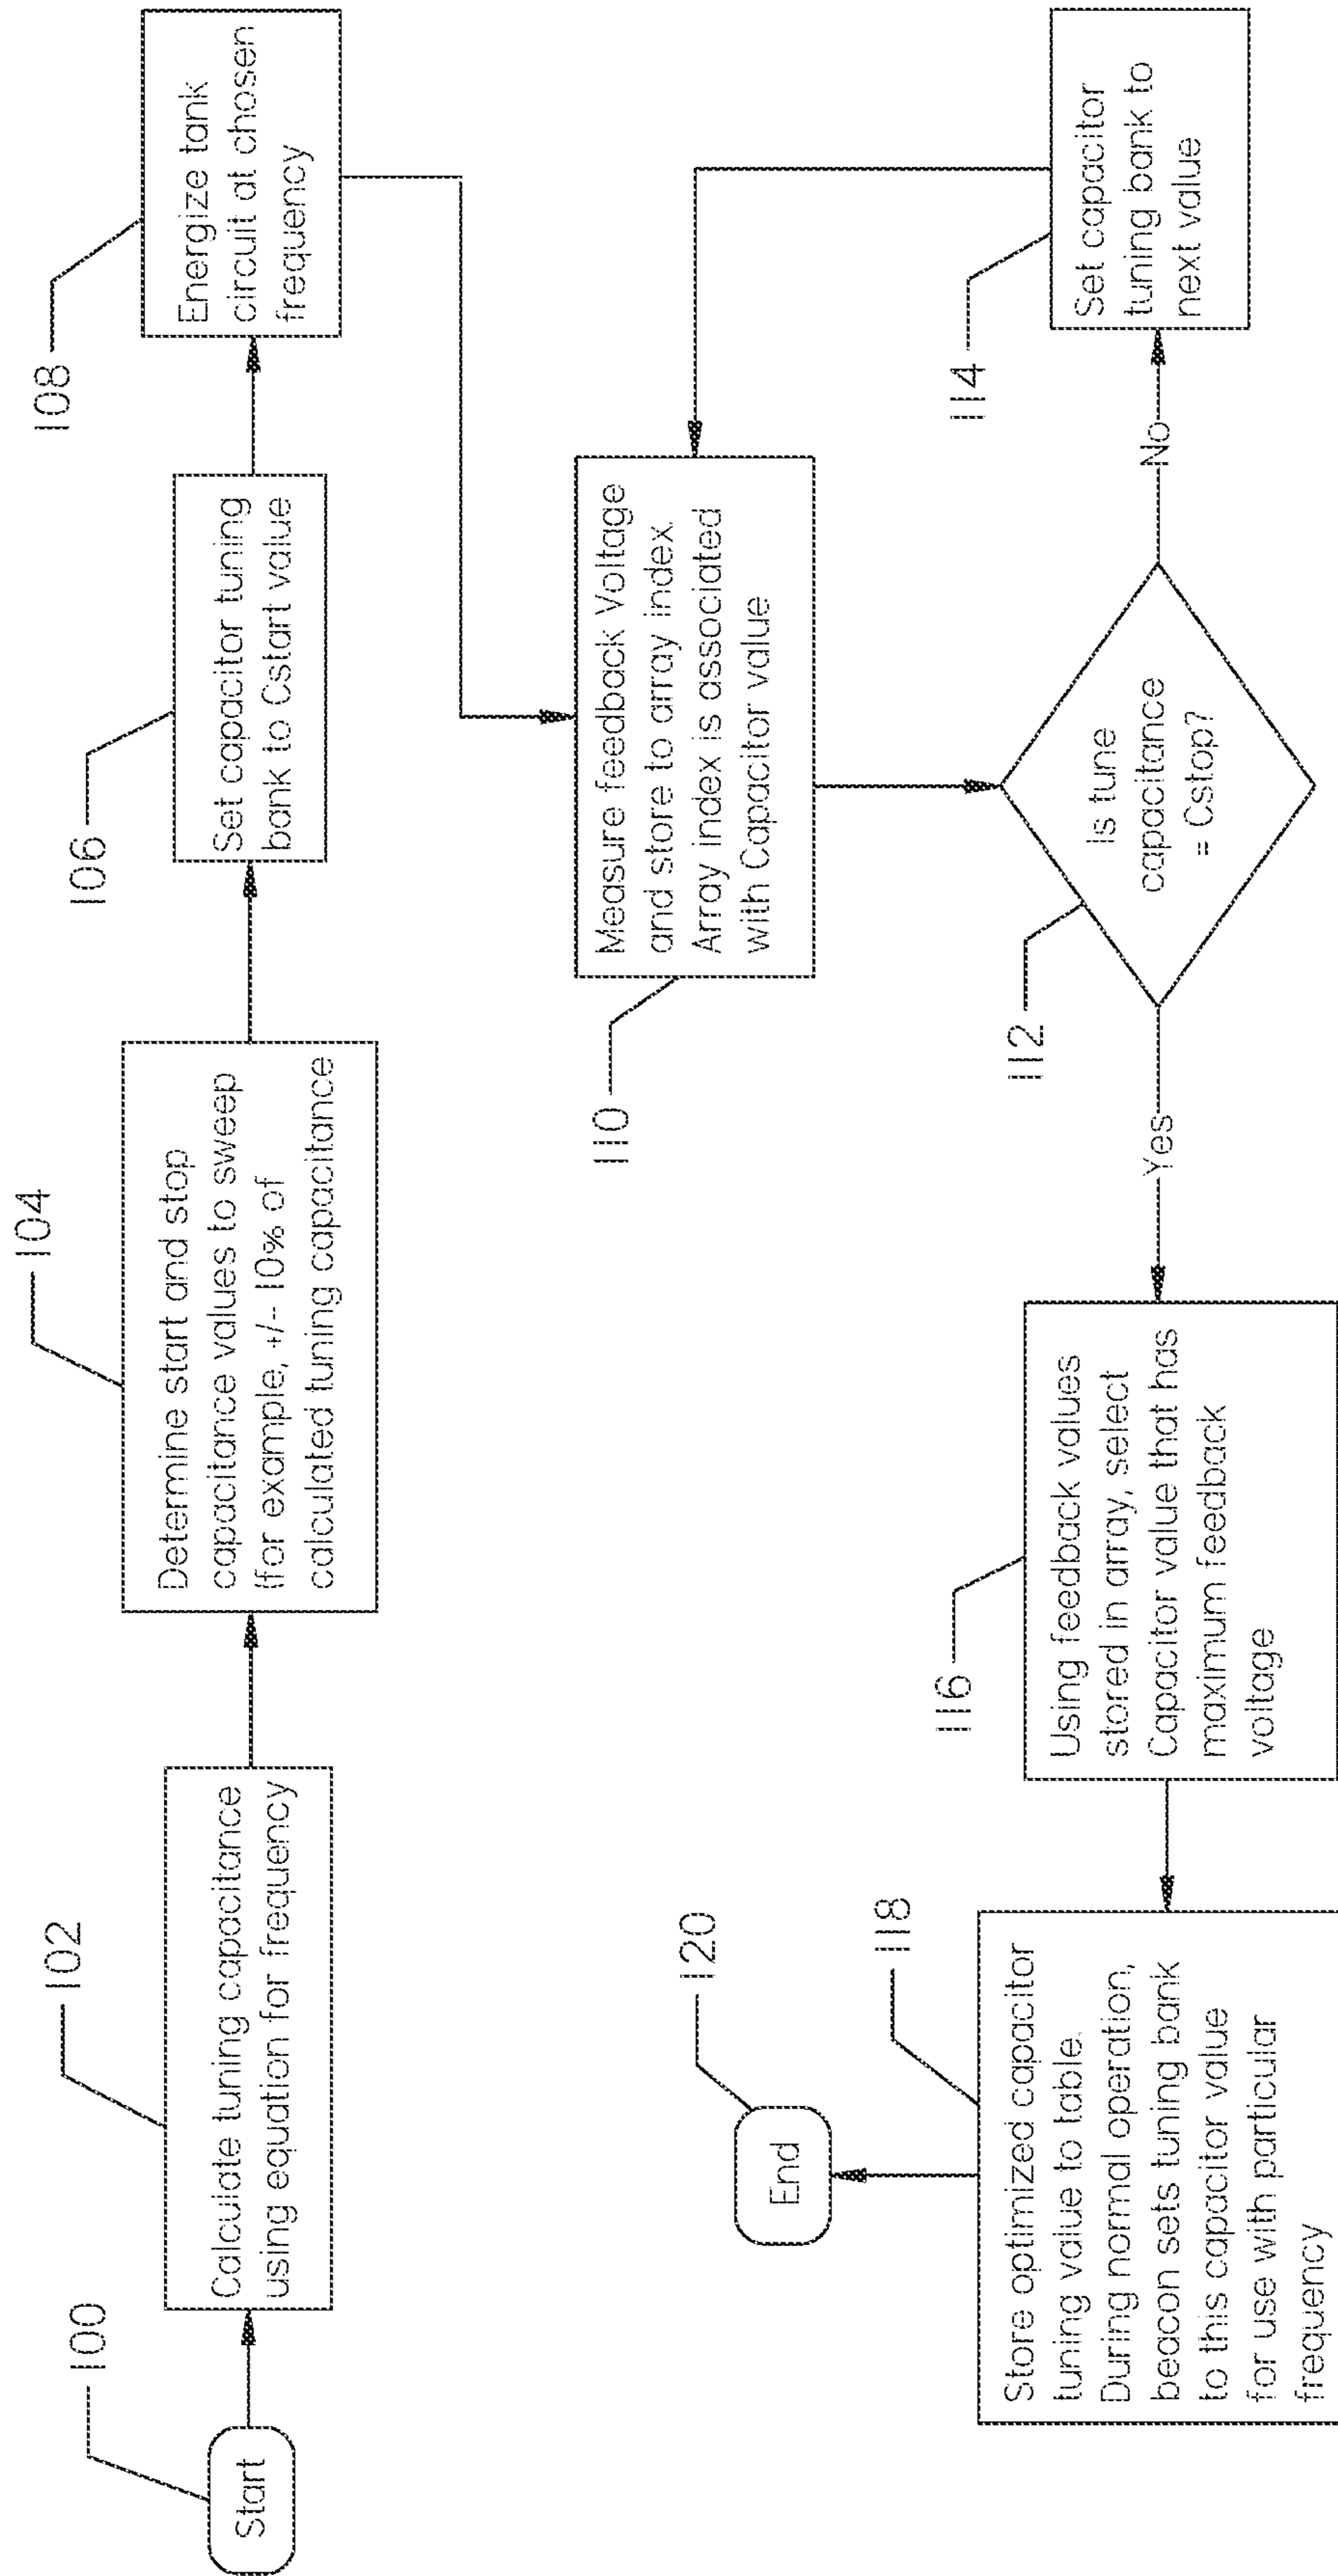 100
Start
102
Calculate tuning capacitance
using equation for frequency
104
Determine start and stop
capacitance values to sweep
(for example, +/- 10% of
calculated tuning capacitance
106
Set capacitor tuning
bank to Cstart value
108
Energize tank
circuit at chosen
frequency
110
Measure feedback Voltage
and store to array index.
Array index is associated
with Capacitor value
112
Is tune
capacitance
= Cstop?
No
114
Set capacitor
tuning bank to
next value
Yes
116
Using feedback values
stored in array, select
Capacitor value that has
maximum feedback
voltage
118
Store optimized capacitor
tuning value to table.
During normal operation,
beacon sets tuning bank
to this capacitor value
for use with particular
frequency
120
End